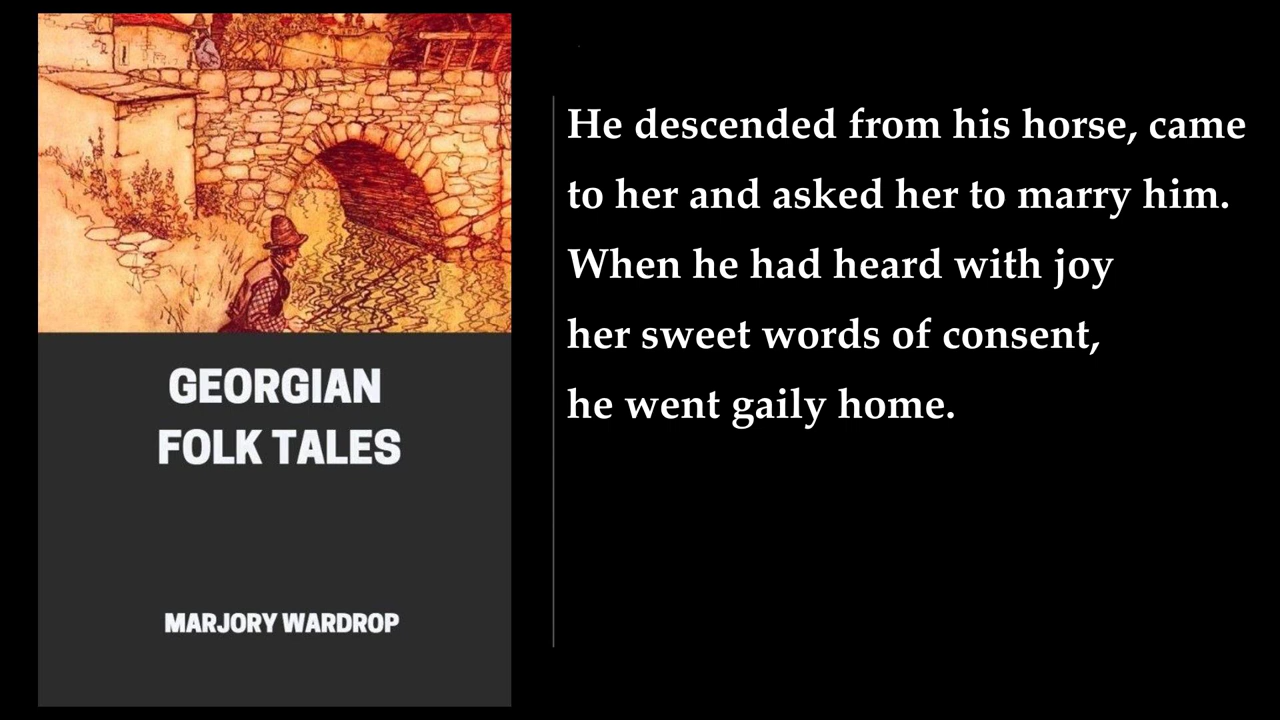 GEORGIAN
FOLK TALES
MARJORY WARDROP
He descended from his horse, came
to her and asked her to marry him.
When he had heard with joy
her sweet words of consent,
he went gaily home.